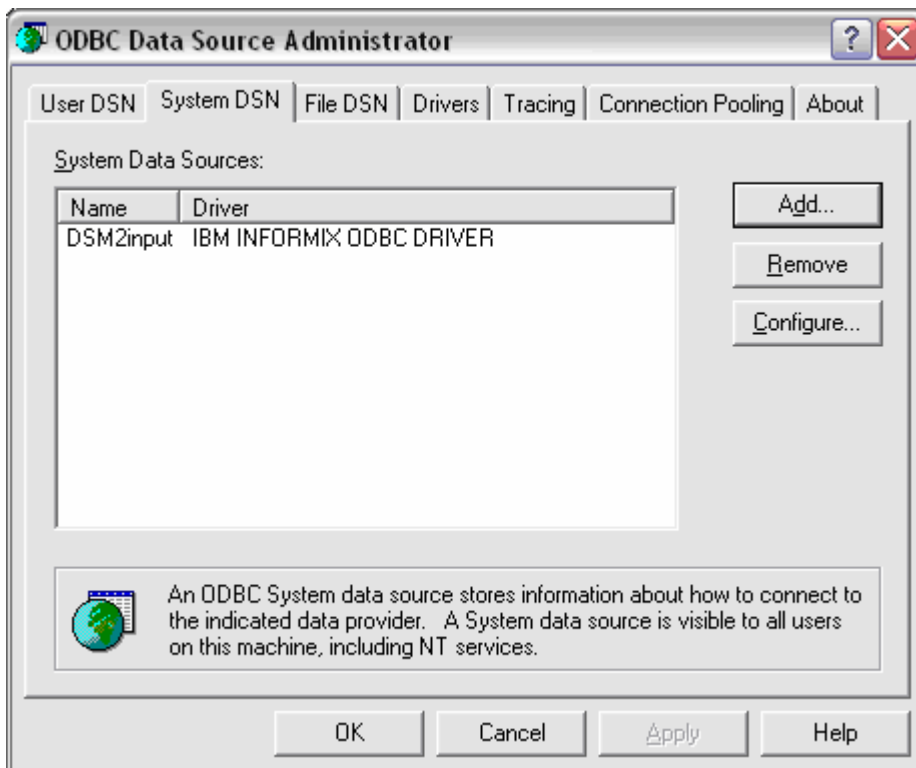 ODBC Data Source Administrator
User DSN System DSN File DSN Drivers Tracing Connection Pooling About
System Data Sources:
Name Driver
DSM2input IBM INFORMIX ODBC DRIVER
Add...
Remove
Configure...
An ODBC System data source stores information about how to connect to
the indicated data provider. A System data source is visible to all users
on this machine, including NT services.
OK Cancel Apply Help